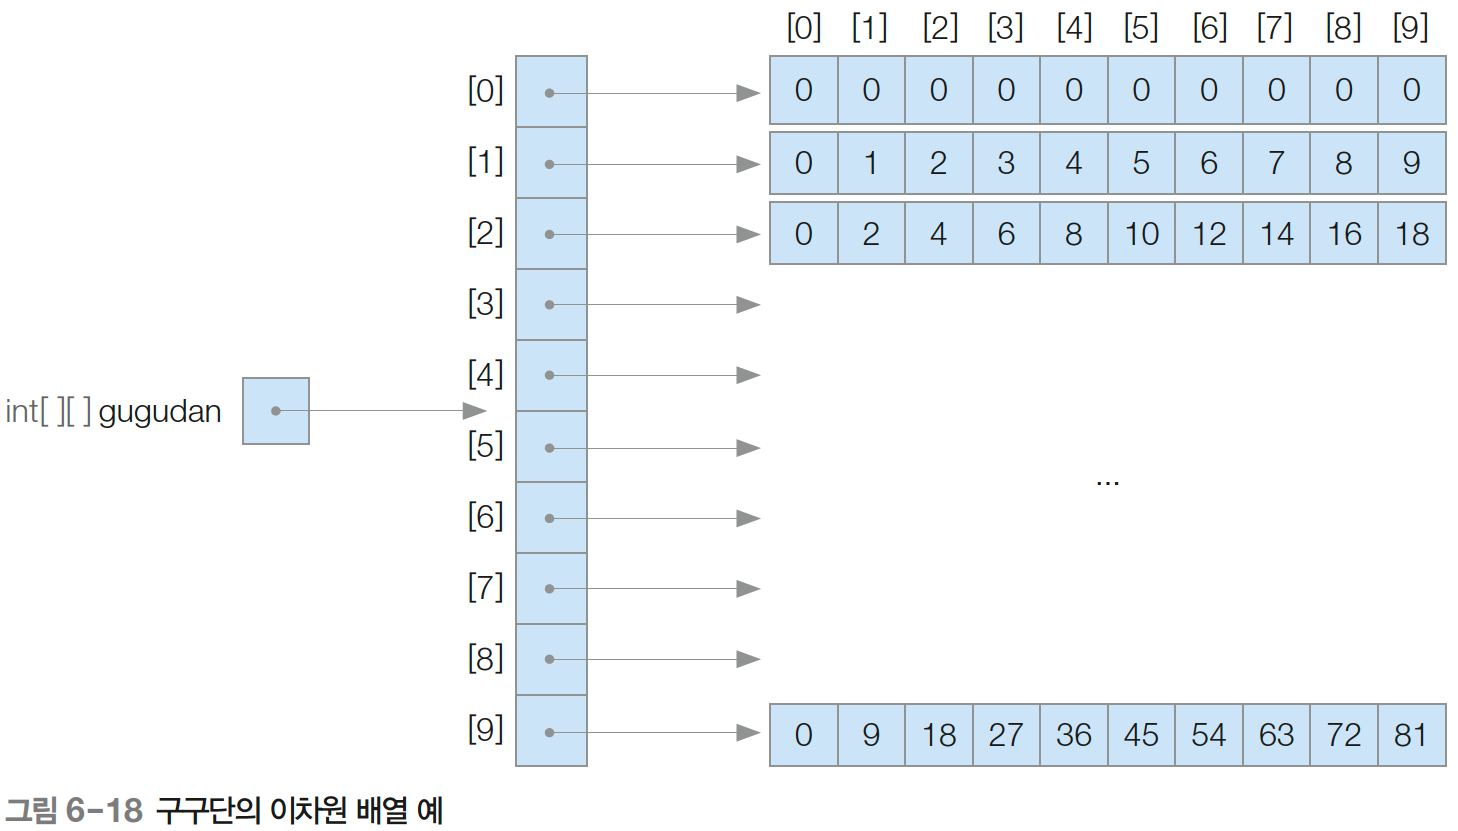 [0] [1] [2] [3] [4] [5] [6] [7] [8] [9]
[0] 0 0 0 0 0 0 0 0 0 0
[1] 0 1 2 3 4 5 6 7 8 9
[2] 0 2 4 6 8 10 12 14 16 18
[3]
[4]
int[ ][ ] gugudan
[5]
...
[6]
[7]
[8]
[9] 0 9 18 27 36 45 54 63 72 81
그림 6-18 구구단의 이차원 배열 예